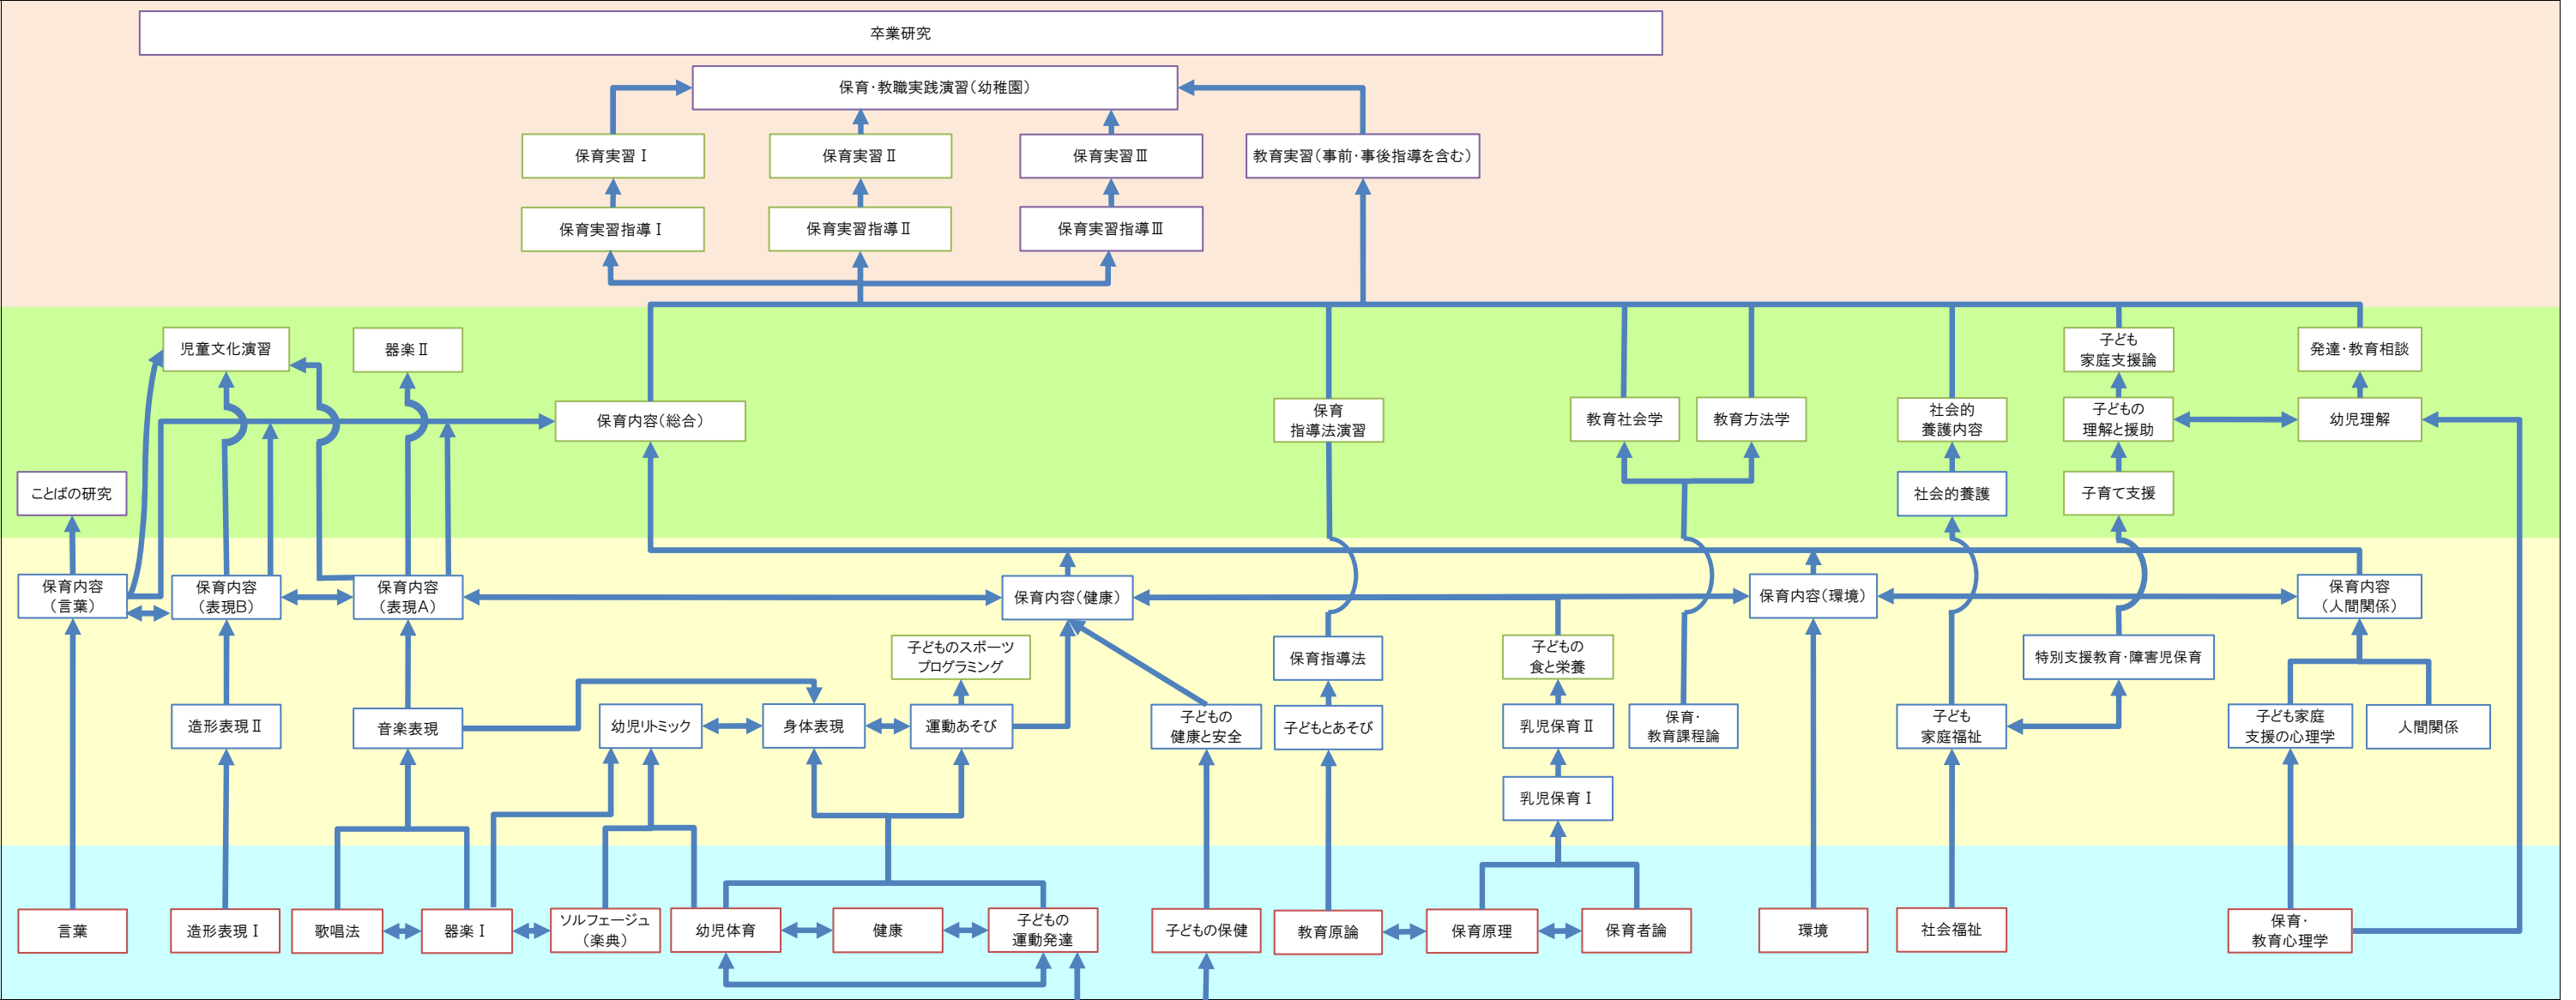 卒業研究
保育・教職実践演習（幼稚園）
保育実習Ⅰ
保育実習Ⅱ
保育実習Ⅲ
教育実習（事前・事後指導を含む）
保育実習指導Ⅰ
保育実習指導Ⅱ
保育実習指導Ⅲ
児童文化演習
器楽Ⅱ
子ども
家庭支援論
発達・教育相談
保育内容（総合）
保育
指導法演習
教育社会学
教育方法学
社会的
養護内容
子どもの
理解と援助
幼児理解
ことばの研究
社会的養護
子育て支援
保育内容
（言葉）
保育内容
（表現B）
保育内容
（表現A）
保育内容（健康）
保育内容（環境）
保育内容
（人間関係）
子どものスポーツ
プログラミング
保育指導法
子どもの
食と栄養
特別支援教育・障害児保育
造形表現Ⅱ
音楽表現
幼児リトミック
身体表現
運動あそび
子どもの
健康と安全
子どもとあそび
乳児保育Ⅱ
保育・
教育課程論
子ども
家庭福祉
子ども家庭
支援の心理学
人間関係
乳児保育Ⅰ
言葉
造形表現Ⅰ
歌唱法
器楽Ⅰ
ソルフェージュ
（楽典）
幼児体育
健康
子どもの
運動発達
子どもの保健
教育原論
保育原理
保育者論
環境
社会福祉
保育・
教育心理学